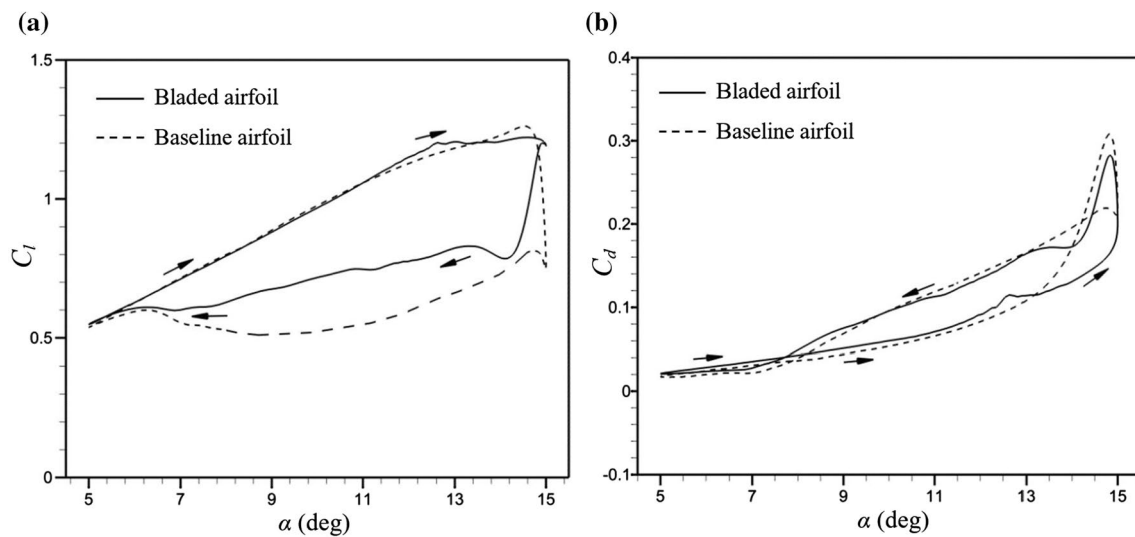 (a)
1.5
Bladed airfoil
Baseline airfoil
1
C_l
0.5
0
5 7 9 11 13 15
α (deg)
(b)
0.4
Bladed airfoil
0.3
Baseline airfoil
0.2
C_d
0.1
0
-0.1
5 7 9 11 13 15
α (deg)